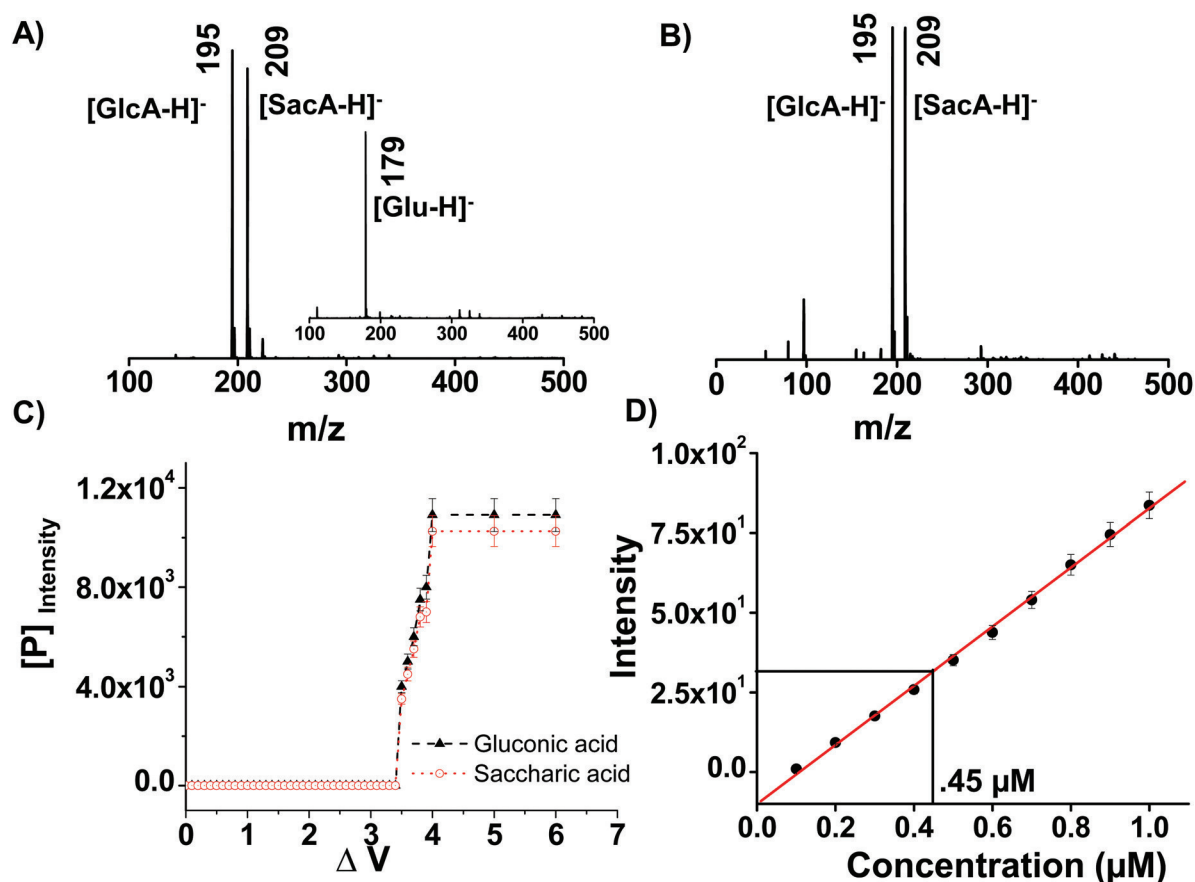 A)
195
209
[GlcA-H]-
[SacA-H]-
179
[Glu-H]-
100 200 300 400 500
100 200 300 400 500
m/z
B)
195
209
[GlcA-H]-
[SacA-H]-
0 100 200 300 400 500
m/z
C)
[P] Intensity
1.2x10⁴
8.0x10³
4.0x10³
0.0
Gluconic acid
Saccharic acid
0 1 2 3 4 5 6 7
Δ V
D)
Intensity
1.0x10²
7.5x10¹
5.0x10¹
2.5x10¹
0.0
.45 µM
0.0 0.2 0.4 0.6 0.8 1.0
Concentration (µM)